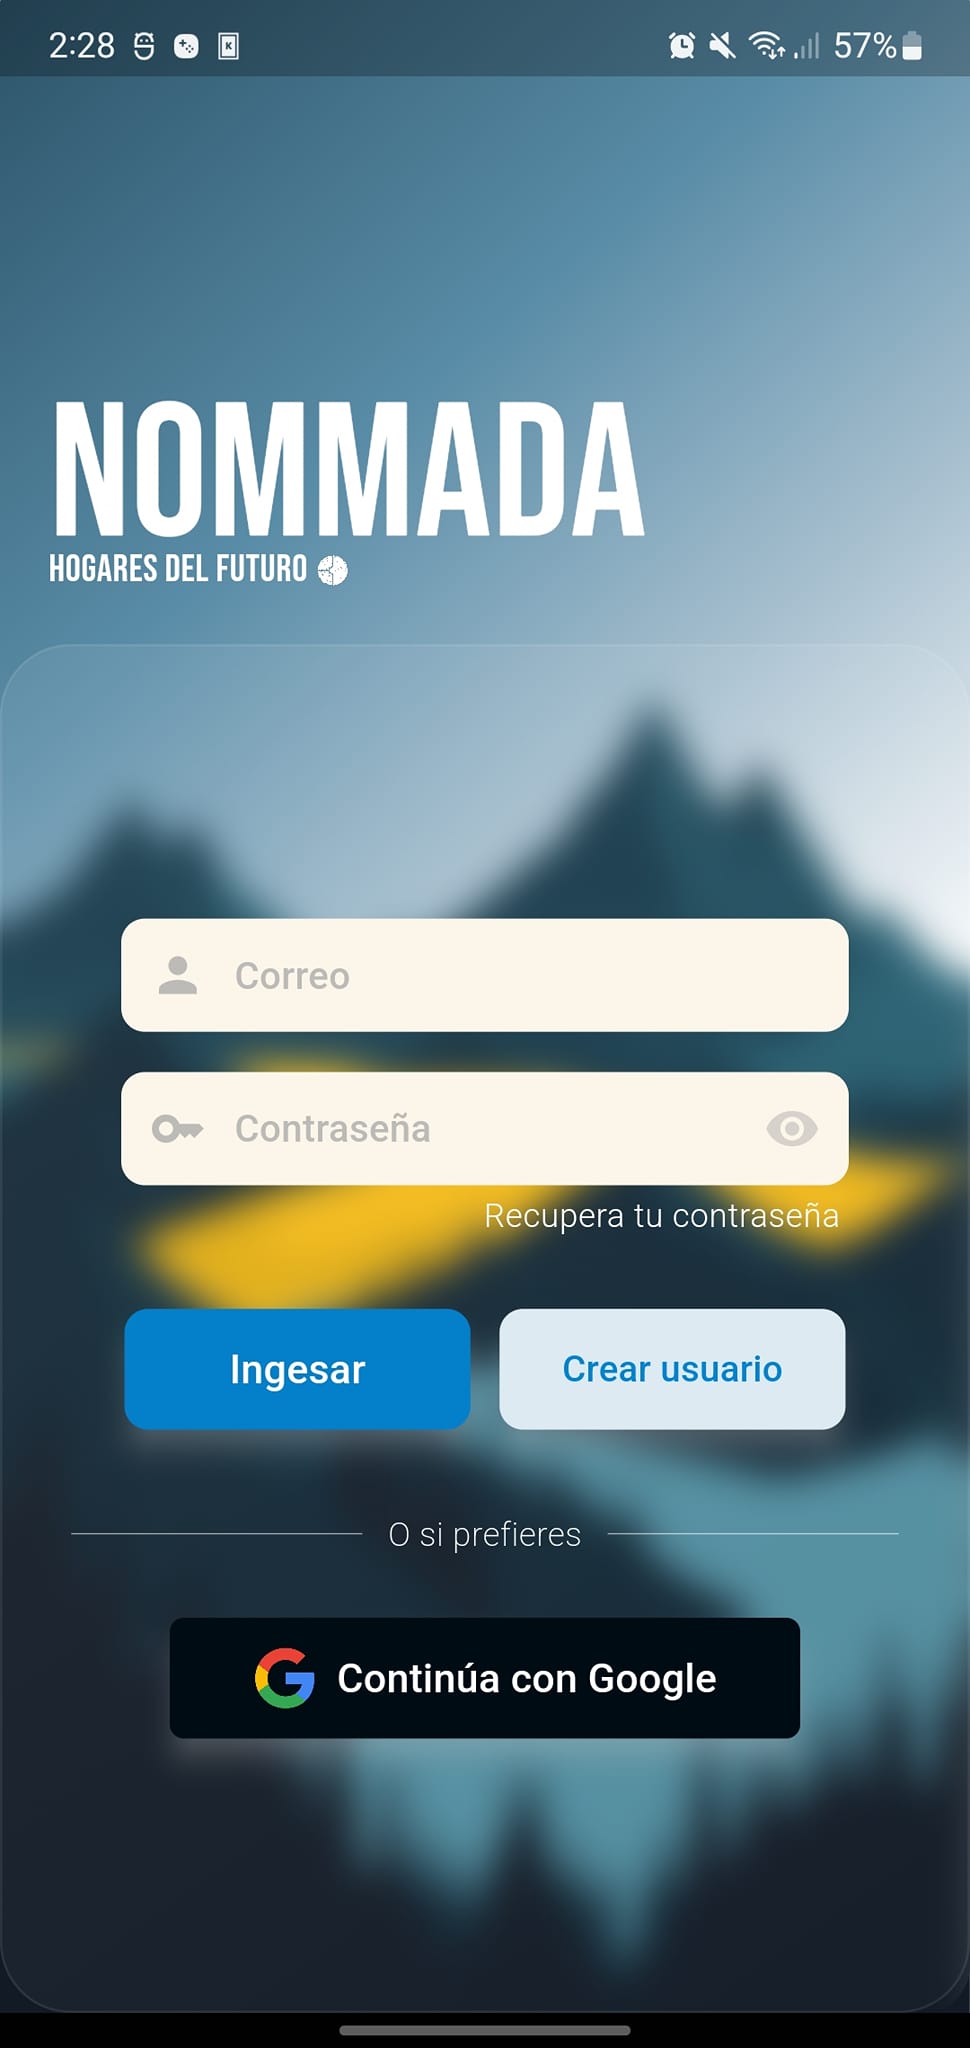 2:28
57%
NOMMADA
HOGARES DEL FUTURO
Correo
Contraseña
Recupera tu contraseña
Ingesar
Crear usuario
O si prefieres
Continúa con Google